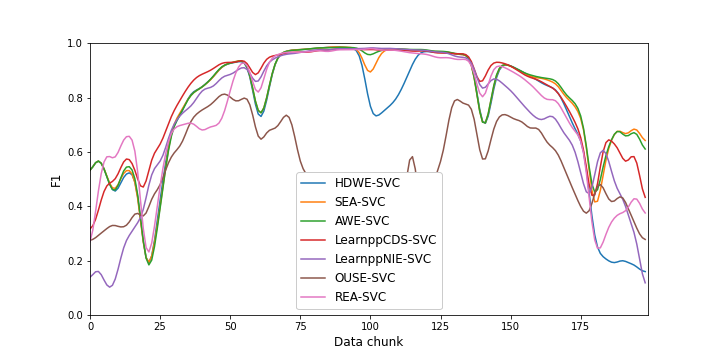 1.0
0.8
0.6
0.4
0.2
0.0
F1
HDWE-SVC
SEA-SVC
AWE-SVC
LearnppCDS-SVC
LearnppNIE-SVC
OUSE-SVC
REA-SVC
0 25 50 75 100 125 150 175
Data chunk